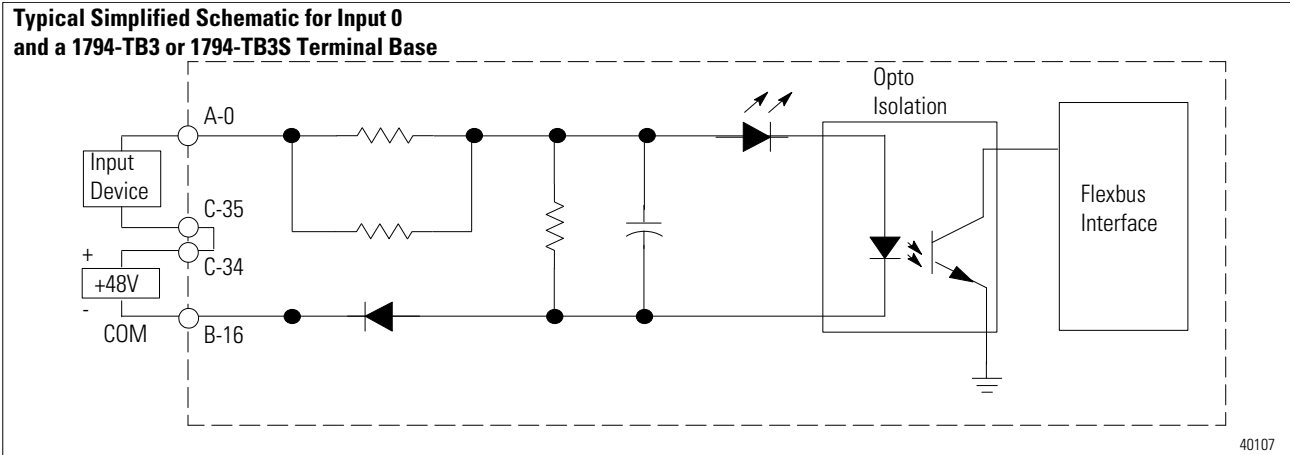 Typical Simplified Schematic for Input 0
and a 1794-TB3 or 1794-TB3S Terminal Base
Opto
Isolation
A-0
Input
Device
C-35
C-34
+
+48V
-
COM
B-16
Flexbus
Interface
40107